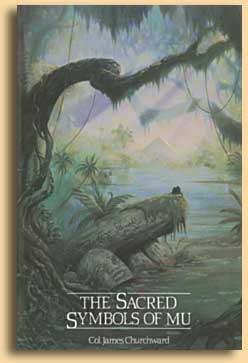 THE SACRED
SYMBOLS OF MU
Col. James Churchward